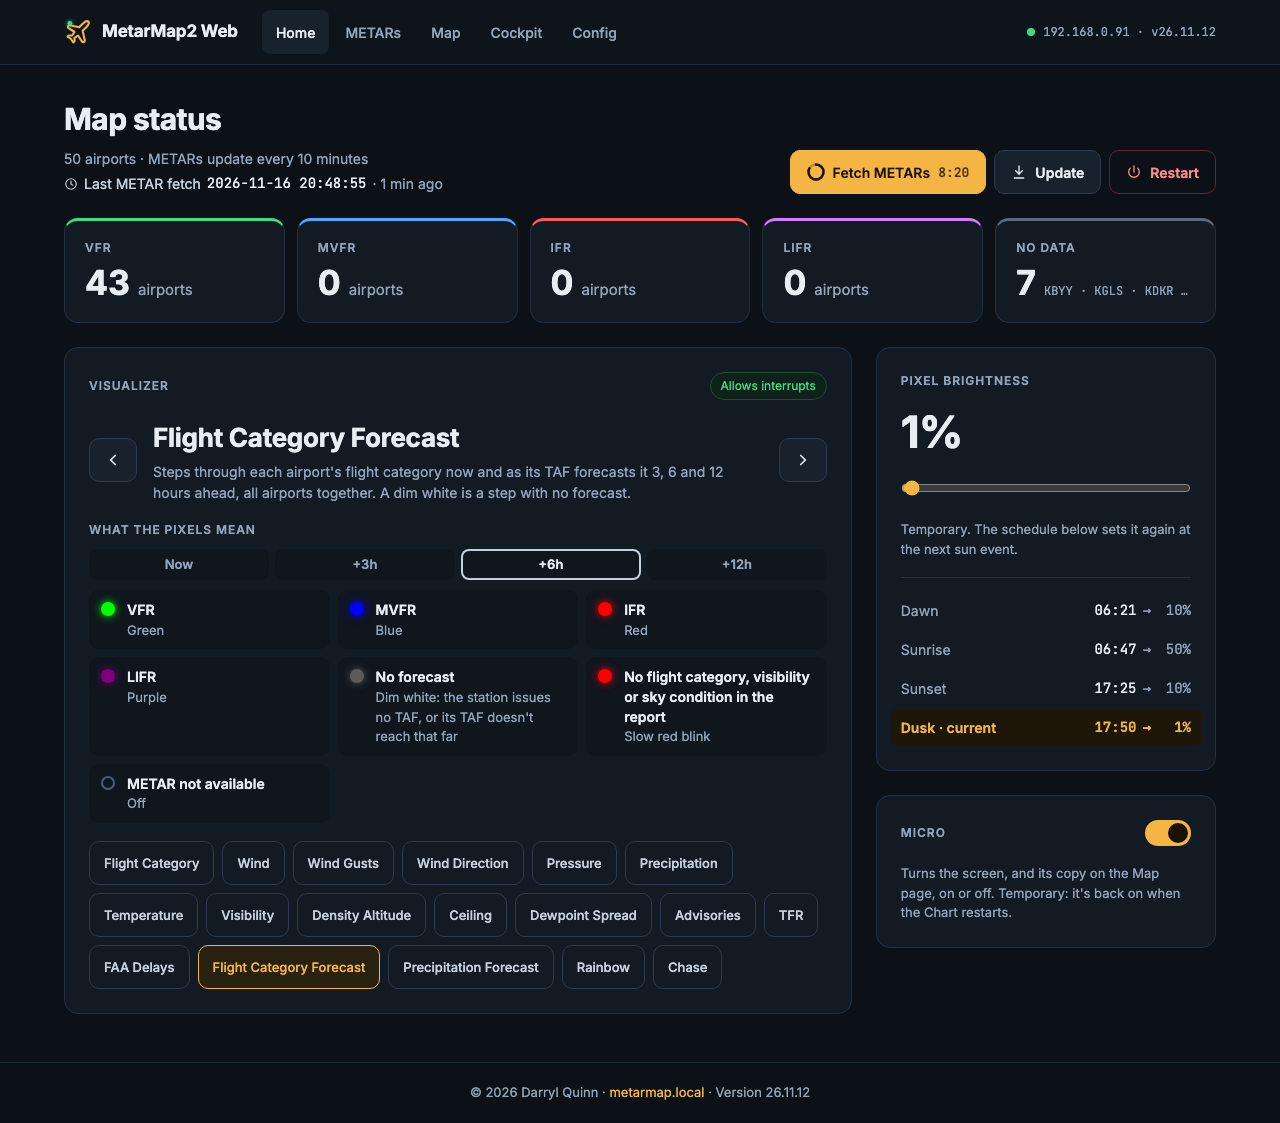 MetarMap2 Web
Home
METARs
Map
Cockpit
Config
192.168.0.91 · v26.11.12
Map status
50 airports · METARs update every 10 minutes
Last METAR fetch 2026-11-16 20:48:55 · 1 min ago
Fetch METARs 8:20
Update
Restart
VFR
43 airports
MVFR
0 airports
IFR
0 airports
LIFR
0 airports
NO DATA
7 KBYY · KGLS · KDKR …
VISUALIZER
Allows interrupts
Flight Category Forecast
Steps through each airport's flight category now and as its TAF forecasts it 3, 6 and 12
hours ahead, all airports together. A dim white is a step with no forecast.
WHAT THE PIXELS MEAN
Now
+3h
+6h
+12h
VFR
Green
MVFR
Blue
IFR
Red
LIFR
Purple
No forecast
Dim white: the station issues
no TAF, or its TAF doesn't
reach that far
No flight category, visibility
or sky condition in the
report
Slow red blink
METAR not available
Off
Flight Category
Wind
Wind Gusts
Wind Direction
Pressure
Precipitation
Temperature
Visibility
Density Altitude
Ceiling
Dewpoint Spread
Advisories
TFR
FAA Delays
Flight Category Forecast
Precipitation Forecast
Rainbow
Chase
PIXEL BRIGHTNESS
1%
Temporary. The schedule below sets it again at
the next sun event.
Dawn 06:21 → 10%
Sunrise 06:47 → 50%
Sunset 17:25 → 10%
Dusk · current 17:50 → 1%
MICRO
Turns the screen, and its copy on the Map
page, on or off. Temporary: it's back on when
the Chart restarts.
© 2026 Darryl Quinn · metarmap.local · Version 26.11.12